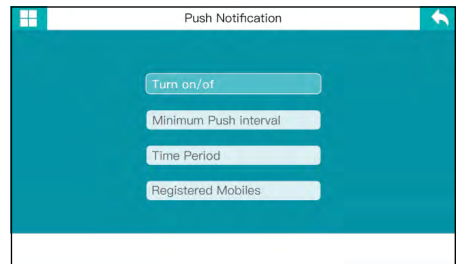 Push Notification
Turn on/of
Minimum Push interval
Time Period
Registered Mobiles